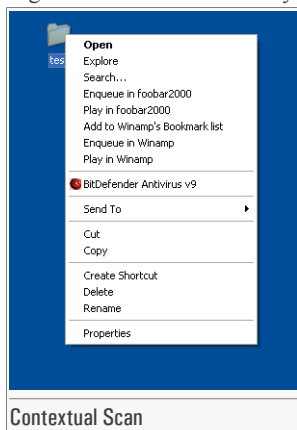 tes
Open
Explore
Search...
Enqueue in foobar2000
Play in foobar2000
Add to Winamp's Bookmark list
Enqueue in Winamp
Play in Winamp
BitDefender Antivirus v9
Send To
Cut
Copy
Create Shortcut
Delete
Rename
Properties
Contextual Scan